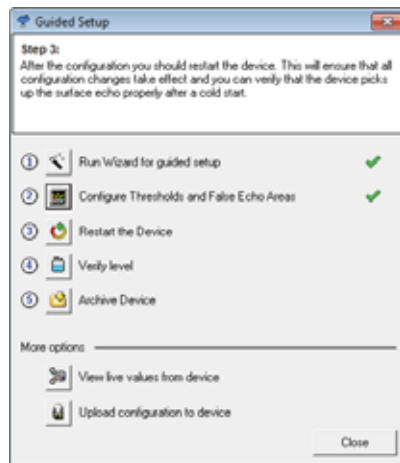 Guided Setup
Step 3:
After the configuration you should restart the device. This will ensure that all
configuration changes take effect and you can verify that the device picks
up the surface echo properly after a cold start.
1 Run Wizard for guided setup
2 Configure Thresholds and False Echo Areas
3 Restart the Device
4 Verify level
5 Archive Device
More options
View live values from device
Upload configuration to device
Close